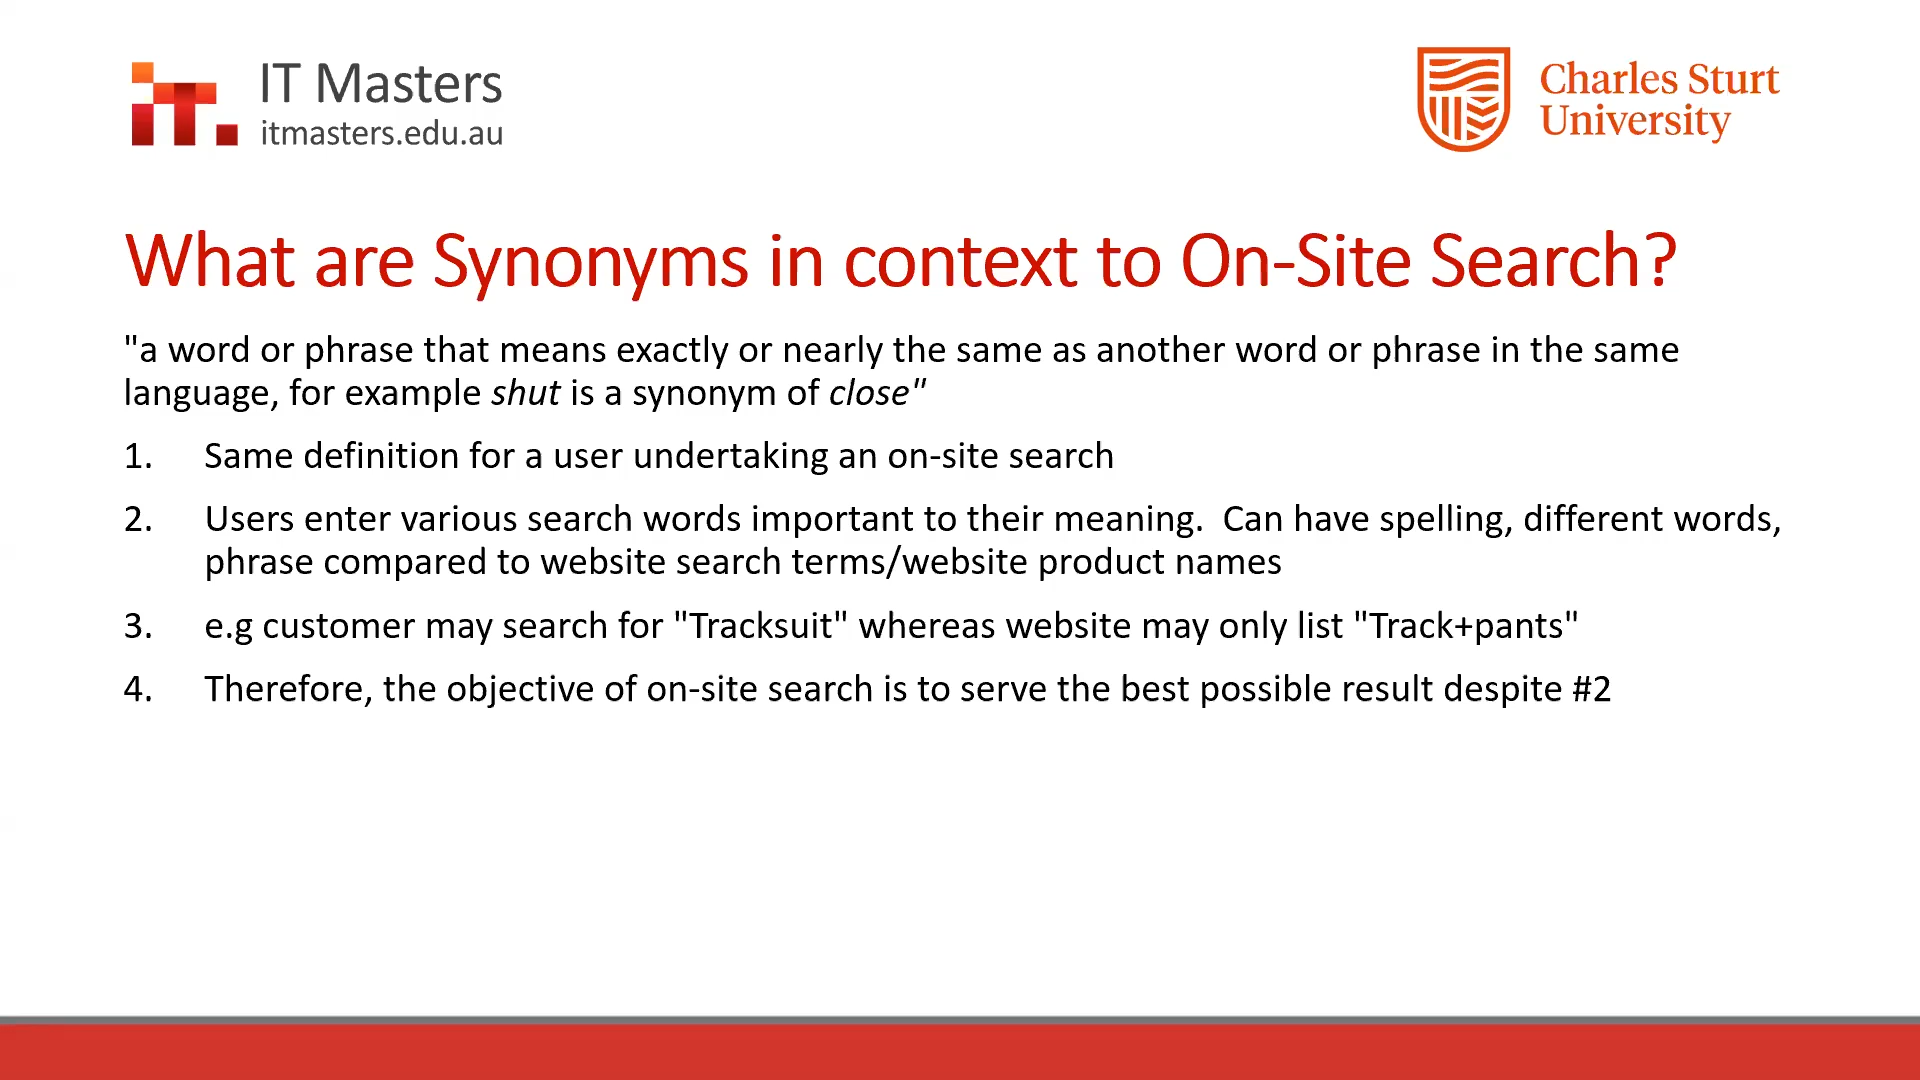 IT Masters
itmasters.edu.au
Charles Sturt
University
What are Synonyms in context to On-Site Search?
"a word or phrase that means exactly or nearly the same as another word or phrase in the same
language, for example shut is a synonym of close"
1. Same definition for a user undertaking an on-site search
2. Users enter various search words important to their meaning.  Can have spelling, different words,
phrase compared to website search terms/website product names
3. e.g customer may search for "Tracksuit" whereas website may only list "Track+pants"
4. Therefore, the objective of on-site search is to serve the best possible result despite #2